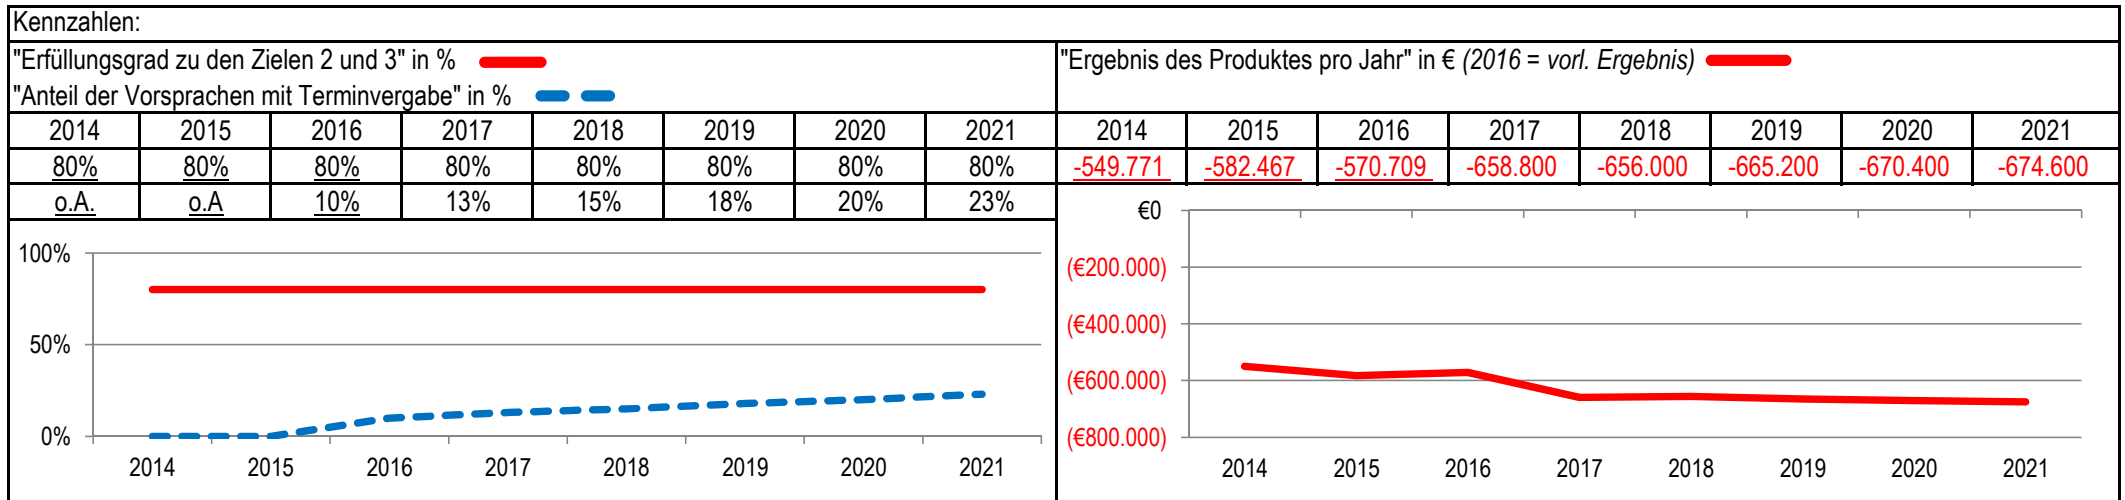 Kennzahlen:
"Erfüllungsgrad zu den Zielen 2 und 3" in %
"Anteil der Vorsprachen mit Terminvergabe" in %
2014 2015 2016 2017 2018 2019 2020 2021
80% 80% 80% 80% 80% 80% 80% 80%
o.A. o.A 10% 13% 15% 18% 20% 23%
100%
50%
0%
2014 2015 2016 2017 2018 2019 2020 2021
"Ergebnis des Produktes pro Jahr" in € (2016 = vorl. Ergebnis)
2014 2015 2016 2017 2018 2019 2020 2021
-549.771 -582.467 -570.709 -658.800 -656.000 -665.200 -670.400 -674.600
€0
(€200.000)
(€400.000)
(€600.000)
(€800.000)
2014 2015 2016 2017 2018 2019 2020 2021